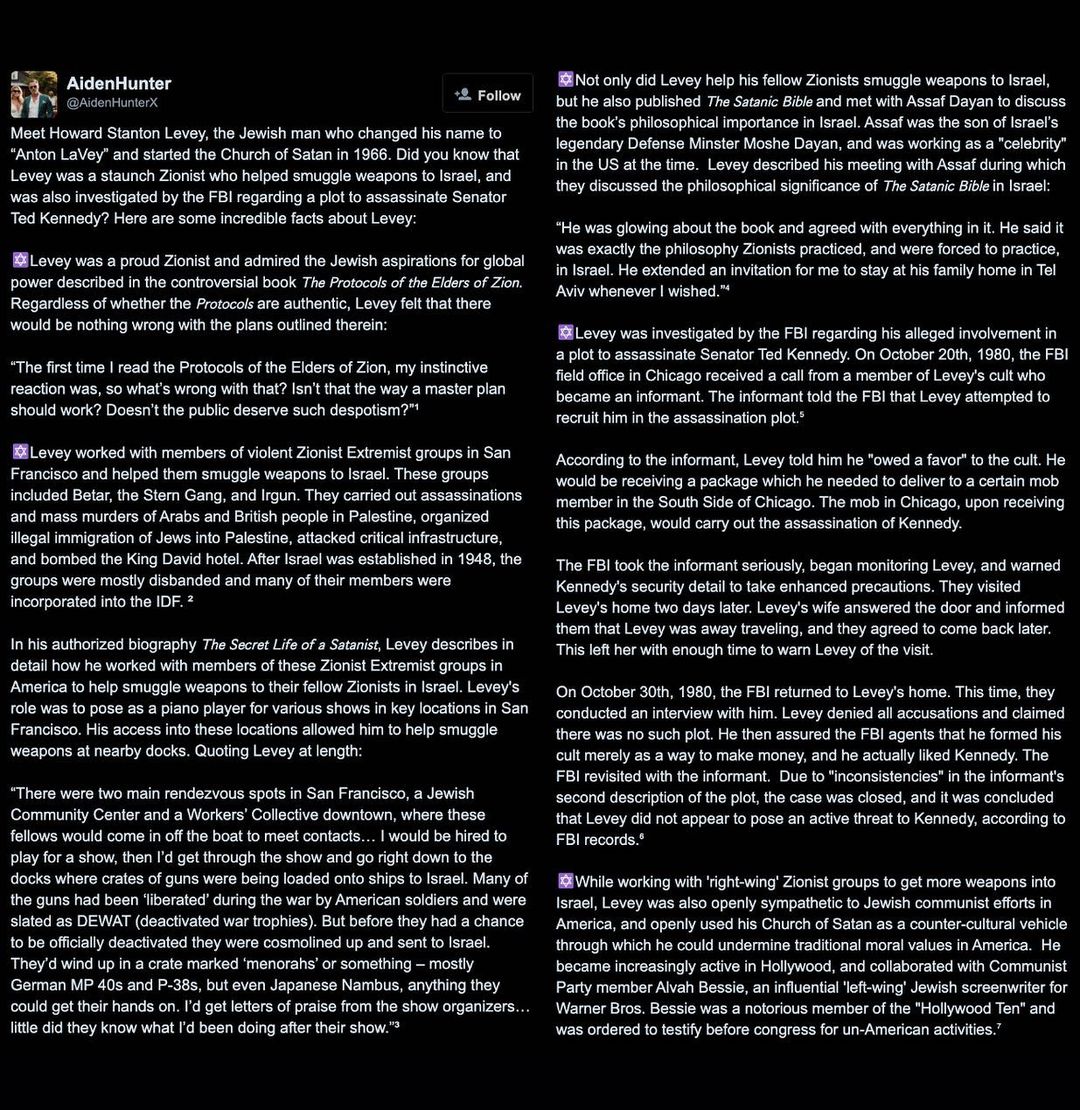 AidenHunter
@AidenHunterX
Follow
Meet Howard Stanton Levey, the Jewish man who changed his name to
“Anton LaVey” and started the Church of Satan in 1966. Did you know that
Levey was a staunch Zionist who helped smuggle weapons to Israel, and
was also investigated by the FBI regarding a plot to assassinate Senator
Ted Kennedy? Here are some incredible facts about Levey:
✡️Levey was a proud Zionist and admired the Jewish aspirations for global
power described in the controversial book The Protocols of the Elders of Zion.
Regardless of whether the Protocols are authentic, Levey felt that there
would be nothing wrong with the plans outlined therein:
“The first time I read the Protocols of the Elders of Zion, my instinctive
reaction was, so what’s wrong with that? Isn’t that the way a master plan
should work? Doesn’t the public deserve such despotism?”¹
✡️Levey worked with members of violent Zionist Extremist groups in San
Francisco and helped them smuggle weapons to Israel. These groups
included Betar, the Stern Gang, and Irgun. They carried out assassinations
and mass murders of Arabs and British people in Palestine, organized
illegal immigration of Jews into Palestine, attacked critical infrastructure,
and bombed the King David hotel. After Israel was established in 1948, the
groups were mostly disbanded and many of their members were
incorporated into the IDF. ²
In his authorized biography The Secret Life of a Satanist, Levey describes in
detail how he worked with members of these Zionist Extremist groups in
America to help smuggle weapons to their fellow Zionists in Israel. Levey's
role was to pose as a piano player for various shows in key locations in San
Francisco. His access into these locations allowed him to help smuggle
weapons at nearby docks. Quoting Levey at length:
“There were two main rendezvous spots in San Francisco, a Jewish
Community Center and a Workers’ Collective downtown, where these
fellows would come in off the boat to meet contacts… I would be hired to
play for a show, then I’d get through the show and go right down to the
docks where crates of guns were being loaded onto ships to Israel. Many of
the guns had been ‘liberated’ during the war by American soldiers and were
slated as DEWAT (deactivated war trophies). But before they had a chance
to be officially deactivated they were cosmolined up and sent to Israel.
They’d wind up in a crate marked ‘menorahs’ or something – mostly
German MP 40s and P-38s, but even Japanese Nambus, anything they
could get their hands on. I’d get letters of praise from the show organizers…
little did they know what I’d been doing after their show.”³
✡️Not only did Levey help his fellow Zionists smuggle weapons to Israel,
but he also published The Satanic Bible and met with Assaf Dayan to discuss
the book’s philosophical importance in Israel. Assaf was the son of Israel’s
legendary Defense Minster Moshe Dayan, and was working as a "celebrity”
in the US at the time.  Levey described his meeting with Assaf during which
they discussed the philosophical significance of The Satanic Bible in Israel:
“He was glowing about the book and agreed with everything in it. He said it
was exactly the philosophy Zionists practiced, and were forced to practice,
in Israel. He extended an invitation for me to stay at his family home in Tel
Aviv whenever I wished.”⁴
✡️Levey was investigated by the FBI regarding his alleged involvement in
a plot to assassinate Senator Ted Kennedy. On October 20th, 1980, the FBI
field office in Chicago received a call from a member of Levey's cult who
became an informant. The informant told the FBI that Levey attempted to
recruit him in the assassination plot.⁵
According to the informant, Levey told him he "owed a favor" to the cult. He
would be receiving a package which he needed to deliver to a certain mob
member in the South Side of Chicago. The mob in Chicago, upon receiving
this package, would carry out the assassination of Kennedy.
The FBI took the informant seriously, began monitoring Levey, and warned
Kennedy's security detail to take enhanced precautions. They visited
Levey's home two days later. Levey's wife answered the door and informed
them that Levey was away traveling, and they agreed to come back later.
This left her with enough time to warn Levey of the visit.
On October 30th, 1980, the FBI returned to Levey's home. This time, they
conducted an interview with him. Levey denied all accusations and claimed
there was no such plot. He then assured the FBI agents that he formed his
cult merely as a way to make money, and he actually liked Kennedy. The
FBI revisited with the informant.  Due to "inconsistencies" in the informant's
second description of the plot, the case was closed, and it was concluded
that Levey did not appear to pose an active threat to Kennedy, according to
FBI records.⁶
✡️While working with 'right-wing' Zionist groups to get more weapons into
Israel, Levey was also openly sympathetic to Jewish communist efforts in
America, and openly used his Church of Satan as a counter-cultural vehicle
through which he could undermine traditional moral values in America.  He
became increasingly active in Hollywood, and collaborated with Communist
Party member Alvah Bessie, an influential 'left-wing' Jewish screenwriter for
Warner Bros. Bessie was a notorious member of the "Hollywood Ten" and
was ordered to testify before congress for un-American activities.⁷